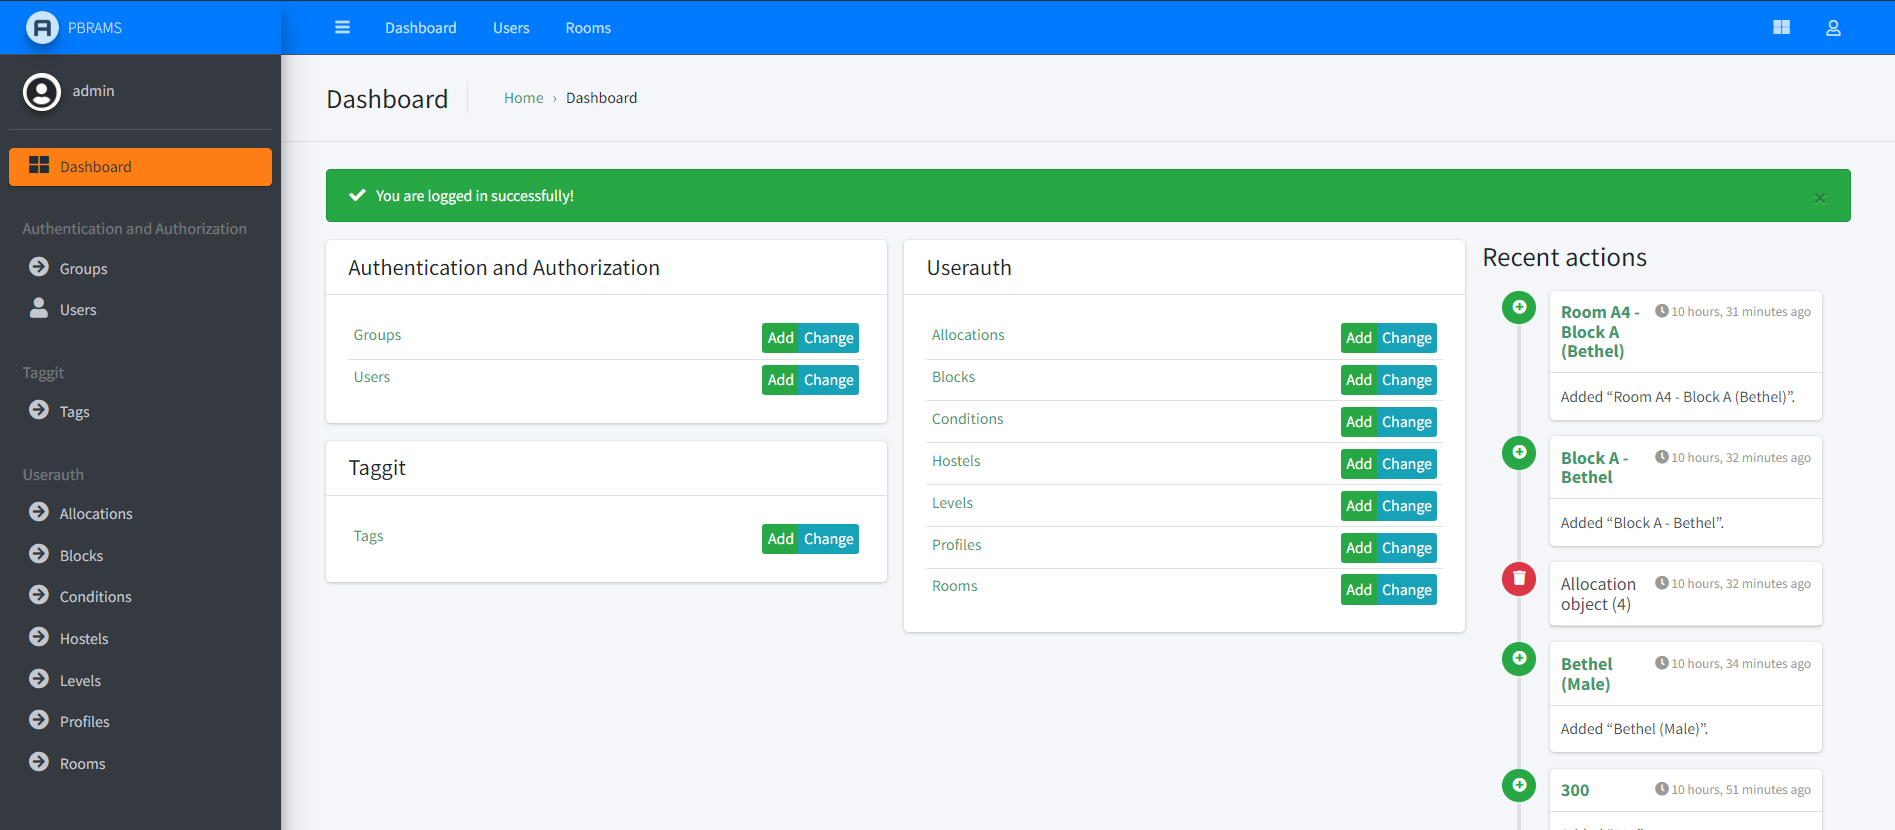 PBRAMS
Dashboard Users Rooms
admin
Dashboard
Authentication and Authorization
Groups
Users
Taggit
Tags
Userauth
Allocations
Blocks
Conditions
Hostels
Levels
Profiles
Rooms
Dashboard
Home › Dashboard
You are logged in successfully!
×
Authentication and Authorization
Groups Add Change
Users Add Change
Taggit
Tags Add Change
Userauth
Allocations Add Change
Blocks Add Change
Conditions Add Change
Hostels Add Change
Levels Add Change
Profiles Add Change
Rooms Add Change
Recent actions
Room A4 - 10 hours, 31 minutes ago
Block A
(Bethel)
Added “Room A4 - Block A (Bethel)”.
Block A - 10 hours, 32 minutes ago
Bethel
Added “Block A - Bethel”.
Allocation 10 hours, 32 minutes ago
object (4)
Bethel 10 hours, 34 minutes ago
(Male)
Added “Bethel (Male)”.
300 10 hours, 51 minutes ago